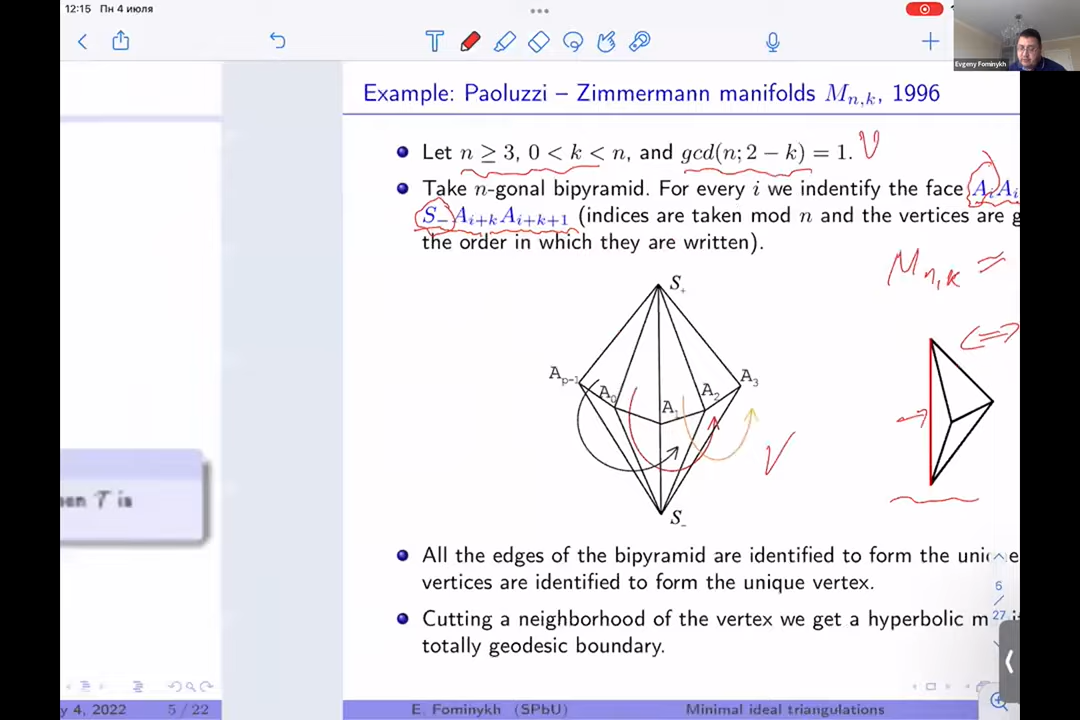 12:15 Пн 4 июля
Evgeny Fominykh
Example: Paoluzzi – Zimmermann manifolds M_{n,k}, 1996
Let n ≥ 3, 0 < k < n, and gcd(n; 2 − k) = 1. V
Take n-gonal bipyramid. For every i we indentify the face A_iA_i
S_−A_{i+k}A_{i+k+1} (indices are taken mod n and the vertices are g
the order in which they are written).
M_{n,k} ≈
S_+
⟺
A_{p-1}
A_0
A_1
A_2
A_3
V
S_-
T is
All the edges of the bipyramid are identified to form the uni e
vertices are identified to form the unique vertex.
6
/
27
Cutting a neighborhood of the vertex we get a hyperbolic m
totally geodesic boundary.
y 4, 2022 5 / 22
E. Fominykh (SPbU) Minimal ideal triangulations